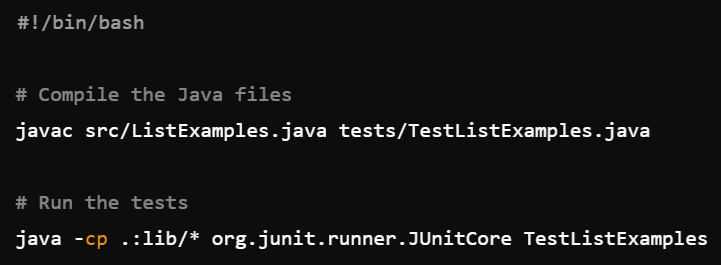 #!/bin/bash
# Compile the Java files
javac src/ListExamples.java tests/TestListExamples.java
# Run the tests
java -cp .:lib/* org.junit.runner.JUnitCore TestListExamples